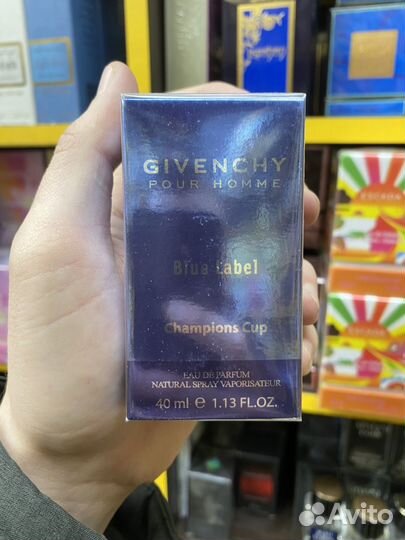 GIVENCHY
POUR HOMME
Blue Label
Champions Cup
EAU DE PARFUM
NATURAL SPRAY VAPORISATEUR
40 ml e 1.13 FL.OZ.
ESCADA
ESCADA
Avito